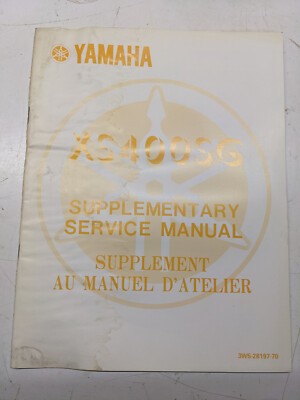 YAMAHA
XS400SG
SUPPLEMENTARY
SERVICE MANUAL
SUPPLEMENT
AU MANUEL D'ATELIER
3W5-28197-70